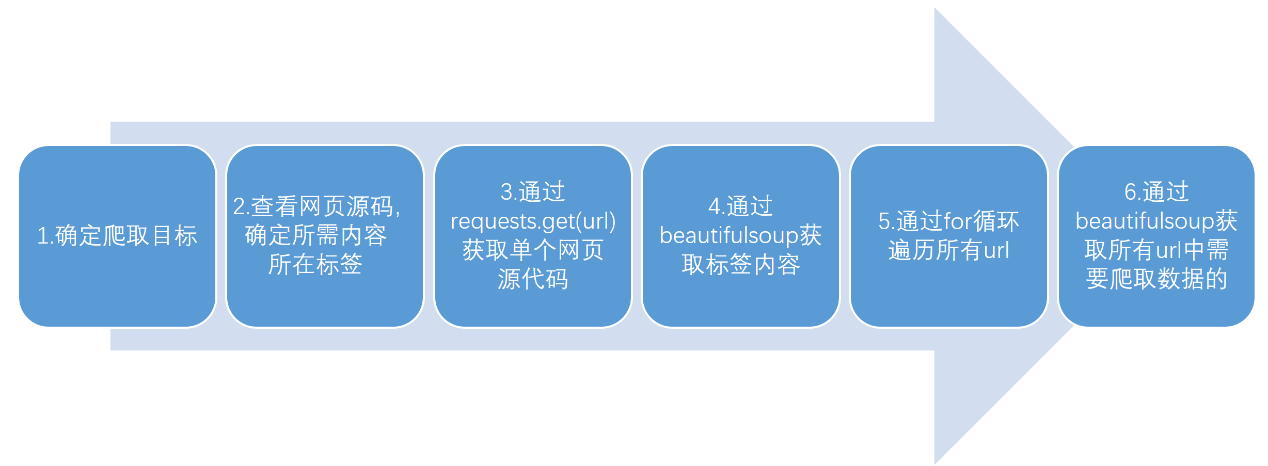 1.确定爬取目标
2.查看网页源码,
确定所需内容
所在标签
3.通过
requests.get(url)
获取单个网页
源代码
4.通过
beautifulsoup获
取标签内容
5.通过for循环
遍历所有url
6.通过
beautifulsoup获
取所有url中需
要爬取数据的